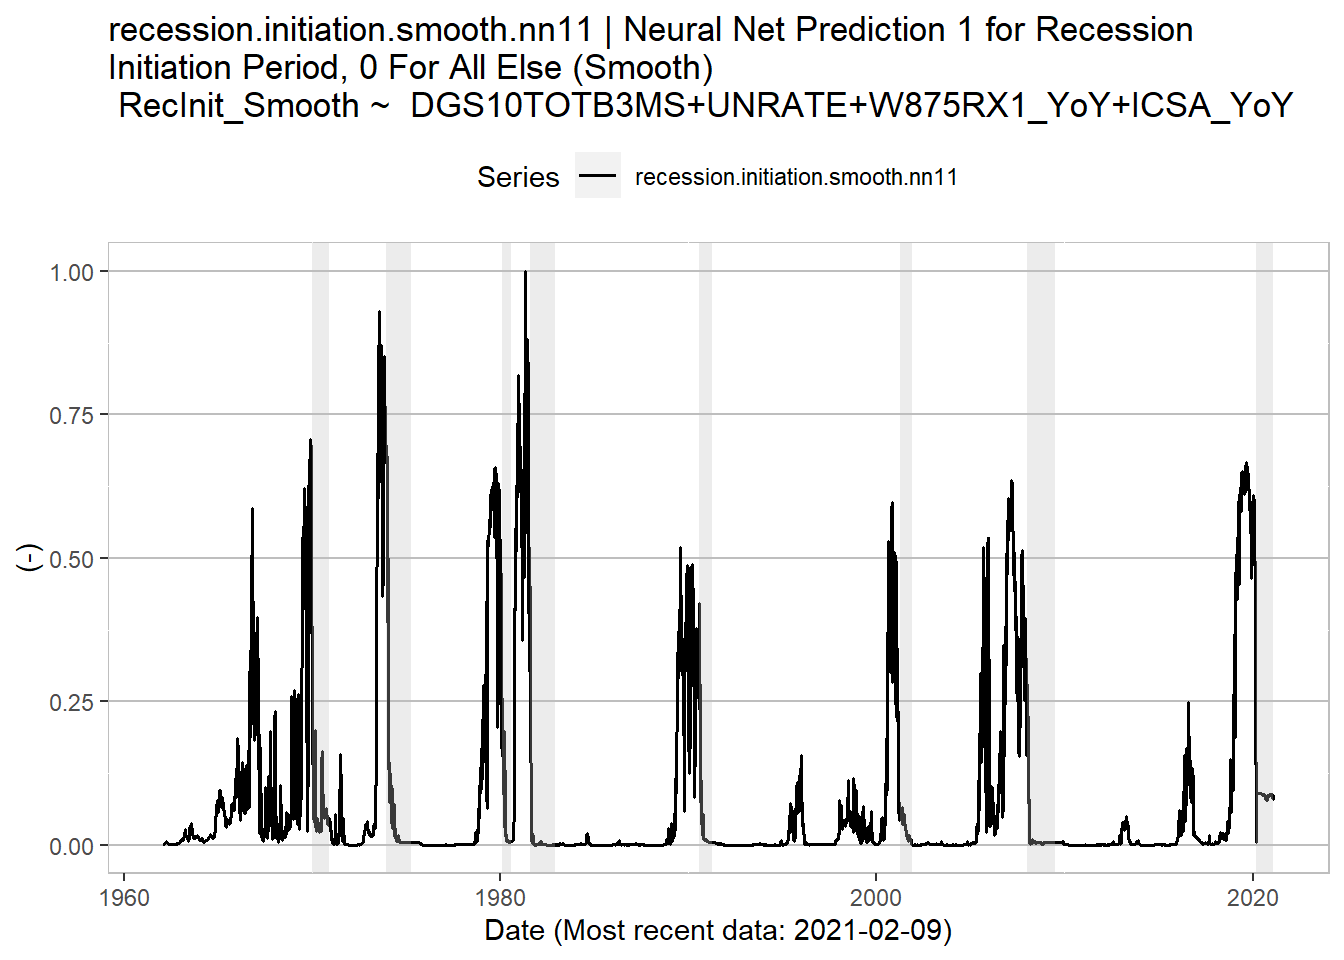 recession.initiation.smooth.nn11 | Neural Net Prediction 1 for Recession
Initiation Period, 0 For All Else (Smooth)
RecInit_Smooth ~  DGS10TOTB3MS+UNRATE+W875RX1_YoY+ICSA_YoY
Series
recession.initiation.smooth.nn11
(-)
1.00
0.75
0.50
0.25
0.00
1960
1980
2000
2020
Date (Most recent data: 2021-02-09)